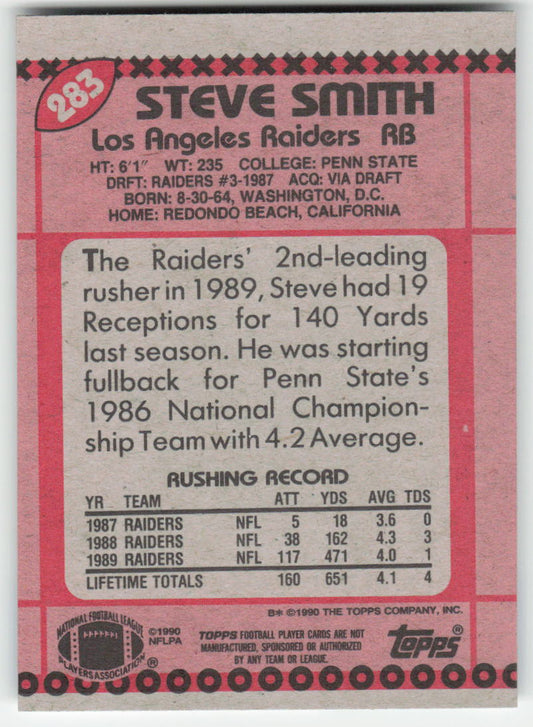 283
STEVE SMITH
Los Angeles Raiders RB
HT: 6'1" WT: 235 COLLEGE: PENN STATE
DRFT: RAIDERS #3-1987 ACQ: VIA DRAFT
BORN: 8-30-64, WASHINGTON, D.C.
HOME: REDONDO BEACH, CALIFORNIA
The Raiders' 2nd-leading
rusher in 1989, Steve had 19
Receptions for 140 Yards
last season. He was starting
fullback for Penn State's
1986 National Champion-
ship Team with 4.2 Average.
RUSHING RECORD
YR TEAM ATT YDS AVG TDS
1987 RAIDERS NFL 5 18 3.6 0
1988 RAIDERS NFL 38 162 4.3 3
1989 RAIDERS NFL 117 471 4.0 1
LIFETIME TOTALS 160 651 4.1 4
B* ©1990 THE TOPPS COMPANY, INC.
NATIONAL FOOTBALL LEAGUE
PLAYERS ASSOCIATION ®
©1990
NFLPA
TOPPS FOOTBALL PLAYER CARDS ARE NOT
MANUFACTURED, SPONSORED OR AUTHORIZED
BY ANY TEAM OR LEAGUE.
topps®